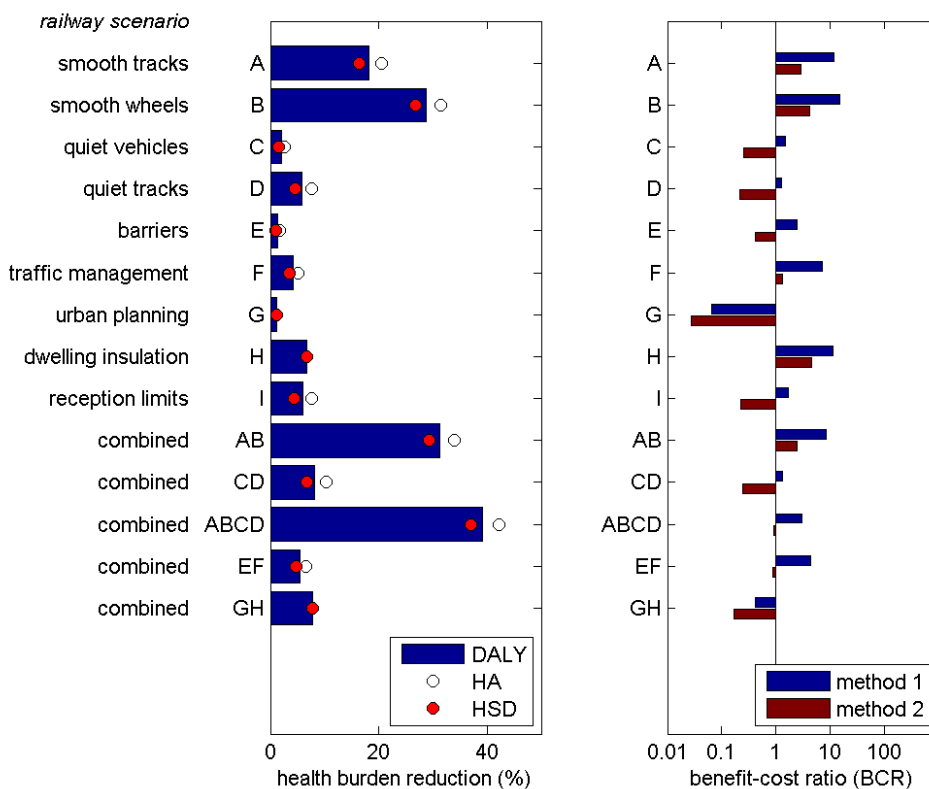 railway scenario
smooth tracks A A
smooth wheels B B
quiet vehicles C C
quiet tracks D D
barriers E E
traffic management F F
urban planning G G
dwelling insulation H H
reception limits I I
combined AB AB
combined CD CD
combined ABCD ABCD
combined EF EF
combined GH GH
DALY
HA
HSD
method 1
method 2
0 20 40
health burden reduction (%)
0.01 0.1 1 10 100
benefit-cost ratio (BCR)